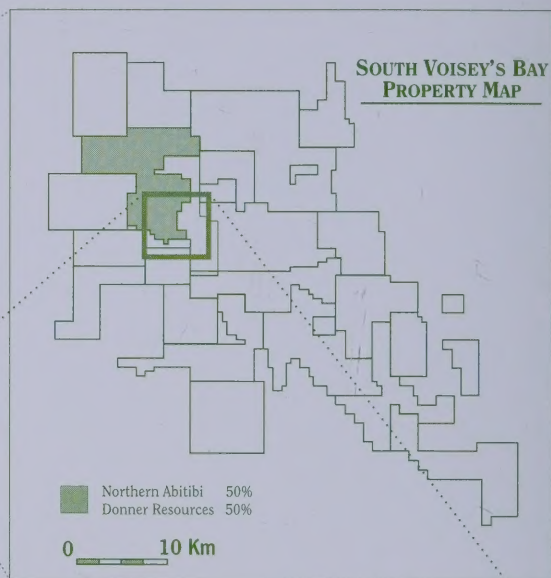 SOUTH VOISEY'S BAY
PROPERTY MAP
Northern Abitibi 50%
Donner Resources 50%
0 10 Km